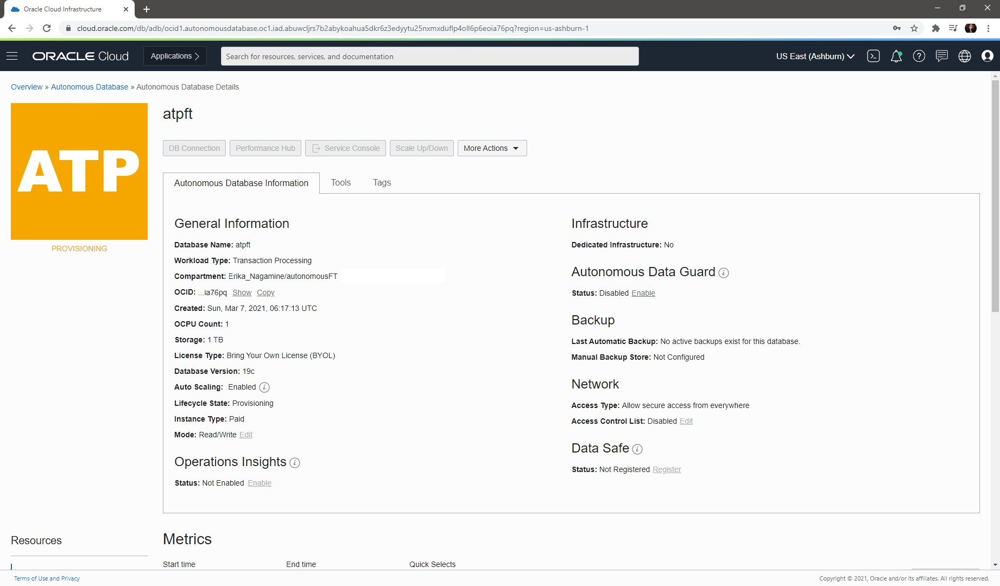 Oracle Cloud Infrastructure
cloud.oracle.com/db/adb/ocid1.autonomousdatabase.oc1.iad.abuwcljrs7b2abykoahua5dkr6z3edyytu25nxmxduflp4oll6p6eoia76pq?region=us-ashburn-1
ORACLE Cloud
Applications
Search for resources, services, and documentation
US East (Ashburn)
Overview » Autonomous Database » Autonomous Database Details
ATP
PROVISIONING
atpft
DB Connection
Performance Hub
Service Console
Scale Up/Down
More Actions
Autonomous Database Information
Tools
Tags
General Information
Database Name: atpft
Workload Type: Transaction Processing
Compartment: Erika_Nagamine/autonomousFT
OCID: ...ia76pq Show Copy
Created: Sun, Mar 7, 2021, 06:17:13 UTC
OCPU Count: 1
Storage: 1 TB
License Type: Bring Your Own License (BYOL)
Database Version: 19c
Auto Scaling: Enabled
Lifecycle State: Provisioning
Instance Type: Paid
Mode: Read/Write Edit
Operations Insights
Status: Not Enabled Enable
Infrastructure
Dedicated Infrastructure: No
Autonomous Data Guard
Status: Disabled Enable
Backup
Last Automatic Backup: No active backups exist for this database.
Manual Backup Store: Not Configured
Network
Access Type: Allow secure access from everywhere
Access Control List: Disabled Edit
Data Safe
Status: Not Registered Register
Resources
Metrics
Start time
End time
Quick Selects
Terms of Use and Privacy
Copyright © 2021, Oracle and/or its affiliates. All rights reserved.